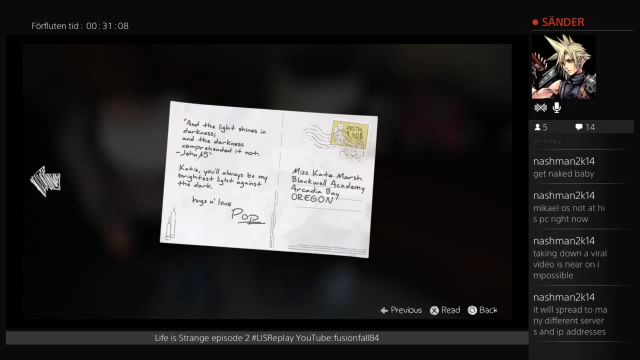 Förfluten tid : 00 : 31 : 08
SÄNDER
5
14
"And the light shines in
darkness;
and the darkness
comprehended it not.
-John 1:5"
Katie, you'll always be my
brightest light against
the dark.
hugs n' love
Pop
Miss Kate Marsh
Blackwell Academy
Arcadia Bay
OREGON
nashman2k14
get naked baby
nashman2k14
mikael os not at hi
s pc right now
nashman2k14
taking down a viral
video is near on i
mpossible
nashman2k14
it will spread to ma
ny different server
s and ip addresses
Previous
Read
Back
Life is Strange episode 2 #LISReplay YouTube:fusionfall84